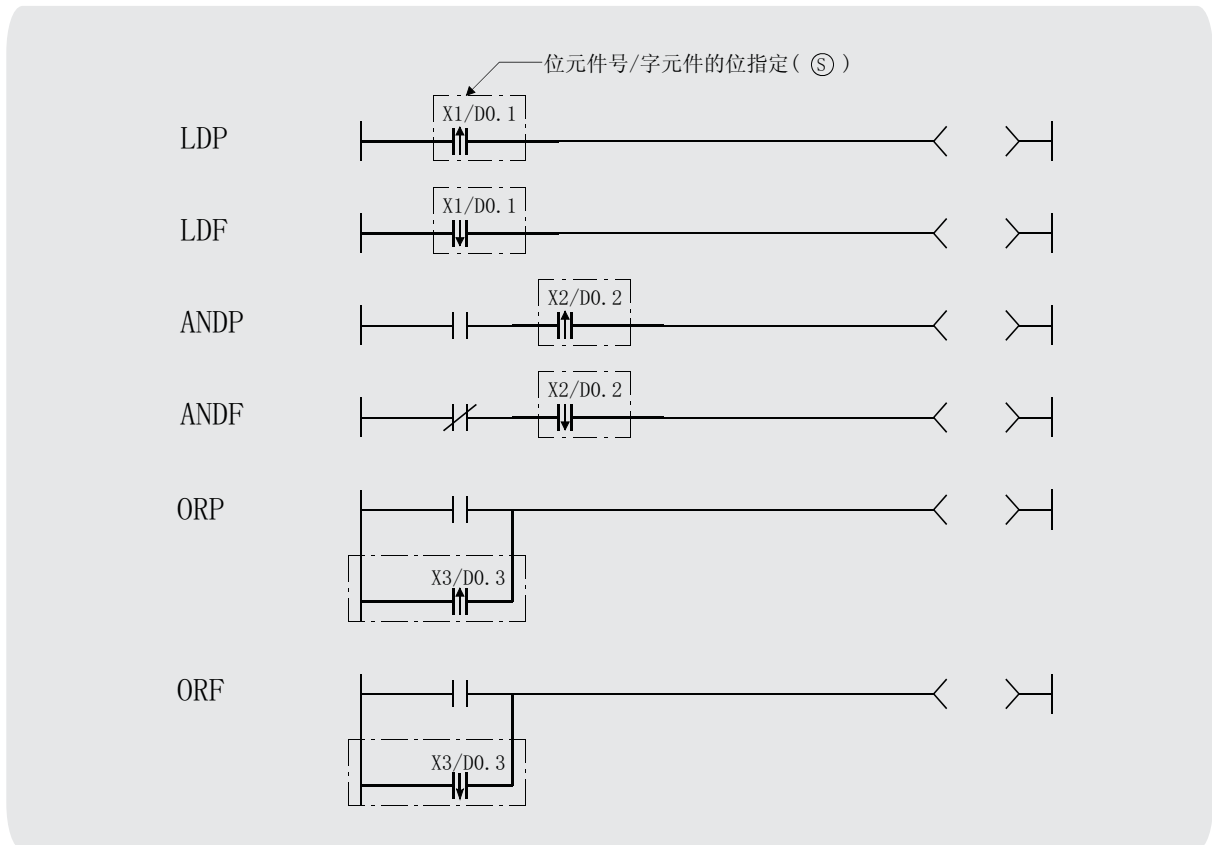 位元件号/字元件的位指定( Ⓢ )
LDP
X1/D0.1
LDF
X1/D0.1
ANDP
X2/D0.2
ANDF
X2/D0.2
ORP
X3/D0.3
ORF
X3/D0.3